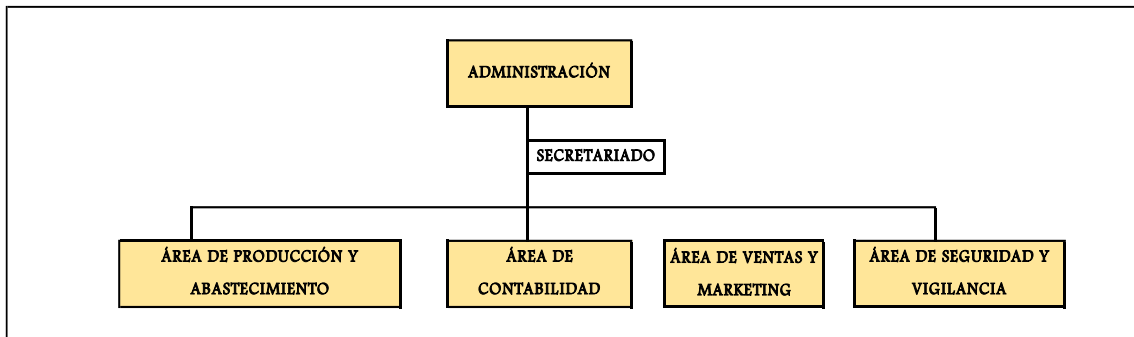 ADMINISTRACIÓN
SECRETARIADO
ÁREA DE PRODUCCIÓN Y
ABASTECIMIENTO
ÁREA DE
CONTABILIDAD
ÁREA DE VENTAS Y
MARKETING
ÁREA DE SEGURIDAD Y
VIGILANCIA